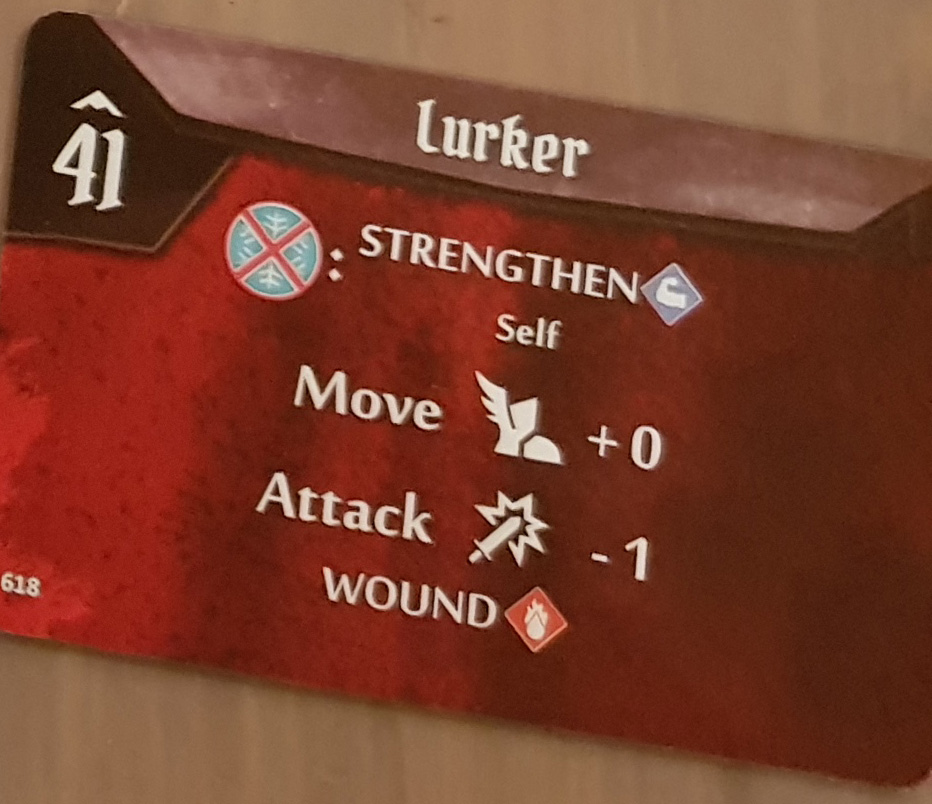 Lurker
41
: STRENGTHEN
Self
Move + 0
Attack - 1
WOUND
618